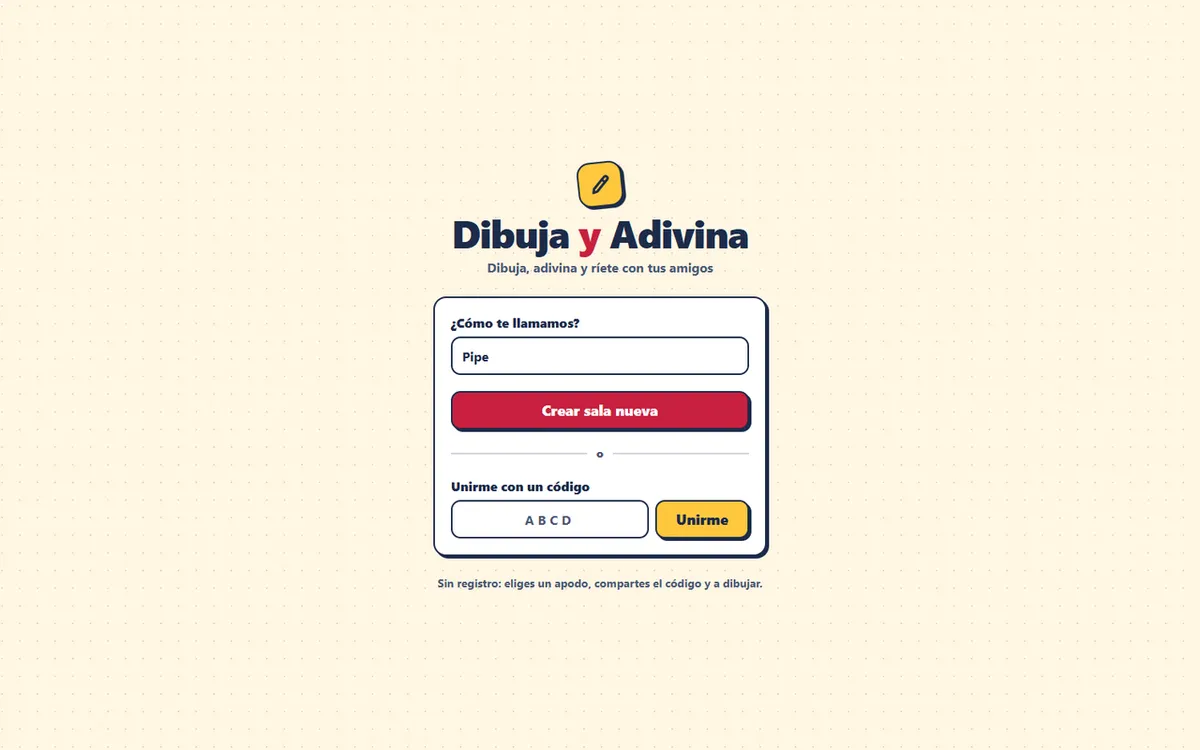 Dibuja y Adivina
Dibuja, adivina y ríete con tus amigos
¿Cómo te llamamos?
Pipe
Crear sala nueva
o
Unirme con un código
ABCD
Unirme
Sin registro: eliges un apodo, compartes el código y a dibujar.